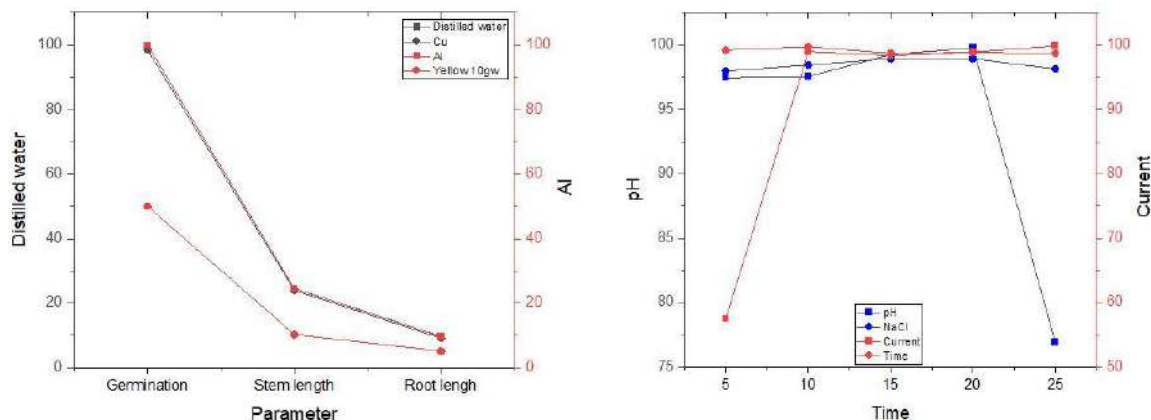 Distilled water
Cu
Al
Yellow 10gw
100
80
60
40
20
0
Distilled water
100
80
60
40
20
0
Al
Germination
Stem length
Root lengh
Parameter
100
95
90
85
80
75
pH
100
90
80
70
60
50
Current
pH
NaCl
Current
Time
5
10
15
20
25
Time